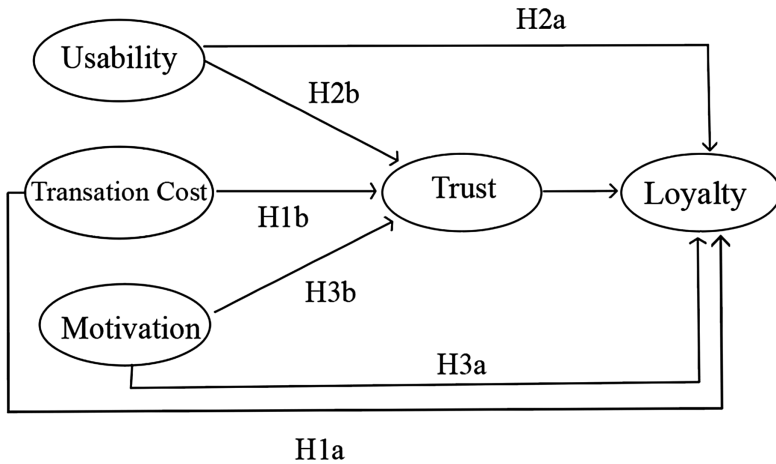 H2a
Usability
H2b
Transation Cost
H1b
Trust
Loyalty
H3b
Motivation
H3a
H1a